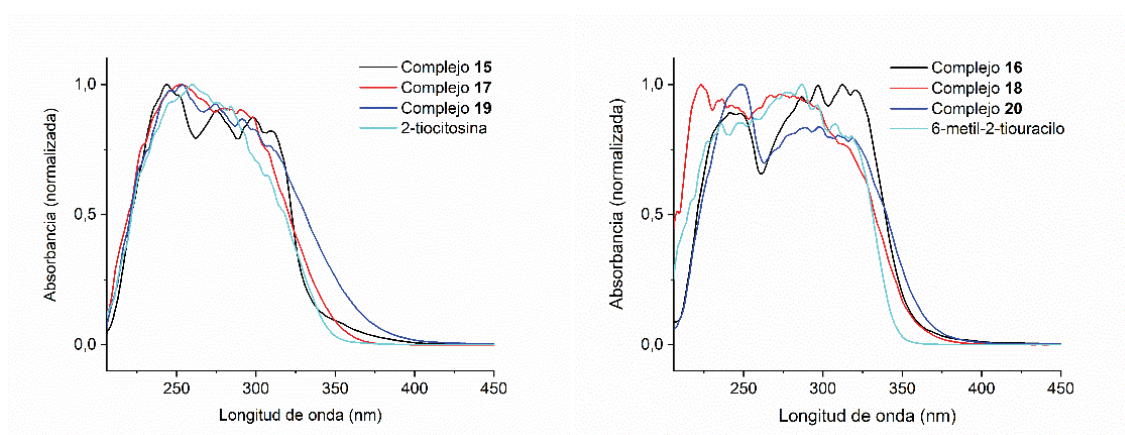 Complejo 15
Complejo 17
Complejo 19
2-tiocitosina
1,0
0,5
0,0
Absorbancia (normalizada)
250 300 350 400 450
Longitud de onda (nm)
Complejo 16
Complejo 18
Complejo 20
6-metil-2-tiouracilo
1,0
0,5
0,0
Absorbancia (normalizada)
250 300 350 400 450
Longitud de onda (nm)